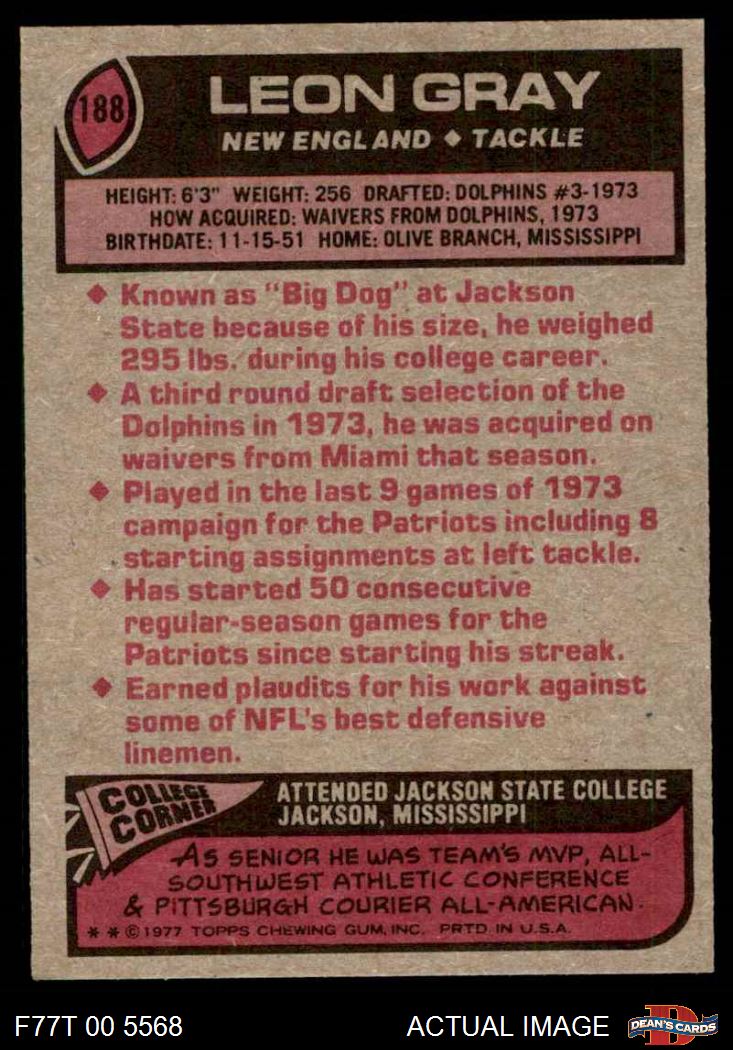 188
LEON GRAY
NEW ENGLAND ◆ TACKLE
HEIGHT: 6'3" WEIGHT: 256 DRAFTED: DOLPHINS #3-1973
HOW ACQUIRED: WAIVERS FROM DOLPHINS, 1973
BIRTHDATE: 11-15-51 HOME: OLIVE BRANCH, MISSISSIPPI
◆ Known as "Big Dog" at Jackson
State because of his size, he weighed
295 lbs. during his college career.
◆ A third round draft selection of the
Dolphins in 1973, he was acquired on
waivers from Miami that season.
◆ Played in the last 9 games of 1973
campaign for the Patriots including 8
starting assignments at left tackle.
◆ Has started 50 consecutive
regular-season games for the
Patriots since starting his streak.
◆ Earned plaudits for his work against
some of NFL's best defensive
linemen.
COLLEGE
CORNER
ATTENDED JACKSON STATE COLLEGE
JACKSON, MISSISSIPPI
AS SENIOR HE WAS TEAM'S MVP, ALL-
SOUTHWEST ATHLETIC CONFERENCE
& PITTSBURGH COURIER ALL-AMERICAN.
* * © 1977 TOPPS CHEWING GUM, INC. PRTD. IN U.S.A.
F77T 00 5568
ACTUAL IMAGE
DEAN'S CARDS